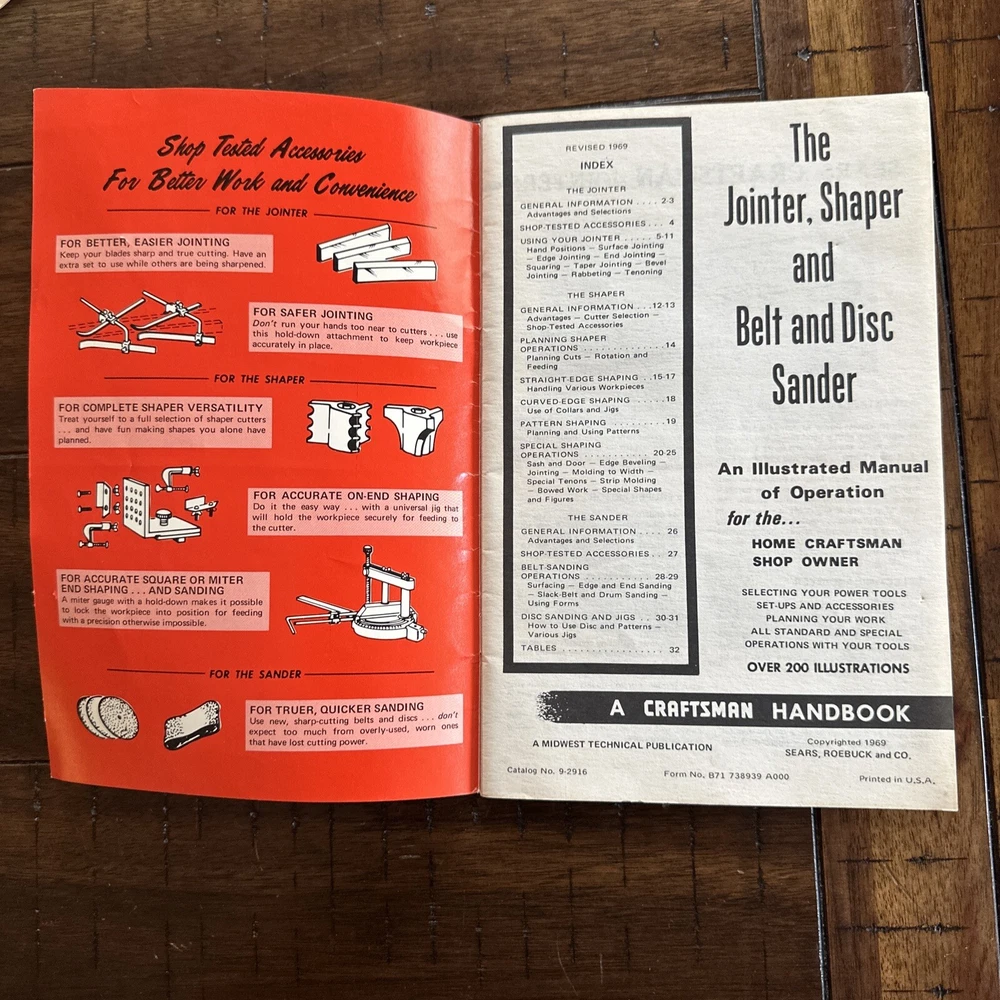 Shop Tested Accessories
For Better Work and Convenience
FOR THE JOINTER
FOR BETTER, EASIER JOINTING
Keep your blades sharp and true cutting. Have an
extra set to use while others are being sharpened.
FOR SAFER JOINTING
Don't run your hands too near to cutters . . . use
this hold-down attachment to keep workpiece
accurately in place.
FOR THE SHAPER
FOR COMPLETE SHAPER VERSATILITY
Treat yourself to a full selection of shaper cutters
. . . and have fun making shapes you alone have
planned.
FOR ACCURATE ON-END SHAPING
Do it the easy way . . . with a universal jig that
will hold the workpiece securely for feeding to
the cutter.
FOR ACCURATE SQUARE OR MITER
END SHAPING . . . AND SANDING
A miter gauge with a hold-down makes it possible
to lock the workpiece into position for feeding
with a precision otherwise impossible.
FOR THE SANDER
FOR TRUER, QUICKER SANDING
Use new, sharp-cutting belts and discs . . . don't
expect too much from overly-used, worn ones
that have lost cutting power.
REVISED 1969
INDEX
THE JOINTER
GENERAL INFORMATION . . . . 2-3
Advantages and Selections
SHOP-TESTED ACCESSORIES . . . 4
USING YOUR JOINTER . . . . . 5-11
Hand Positions — Surface Jointing
— Edge Jointing — End Jointing —
Squaring — Taper Jointing — Bevel
Jointing — Rabbeting — Tenoning
THE SHAPER
GENERAL INFORMATION . . . 12-13
Advantages — Cutter Selection —
Shop-Tested Accessories
PLANNING SHAPER
OPERATIONS . . . . . . . . . . . . . 14
Planning Cuts — Rotation and
Feeding
STRAIGHT-EDGE SHAPING . . 15-17
Handling Various Workpieces
CURVED-EDGE SHAPING . . . . . 18
Use of Collars and Jigs
PATTERN SHAPING . . . . . . . . . 19
Planning and Using Patterns
SPECIAL SHAPING
OPERATIONS . . . . . . . . . . . 20-25
Sash and Door — Edge Beveling —
Jointing — Molding to Width —
Special Tenons — Strip Molding
— Bowed Work — Special Shapes
and Figures
THE SANDER
GENERAL INFORMATION . . . . . 26
Advantages and Selections
SHOP-TESTED ACCESSORIES . . 27
BELT-SANDING
OPERATIONS . . . . . . . . . . . 28-29
Surfacing — Edge and End Sanding
— Slack-Belt and Drum Sanding —
Using Forms
DISC SANDING AND JIGS . . 30-31
How to Use Disc and Patterns —
Various Jigs
TABLES . . . . . . . . . . . . . . . . . 32
The
Jointer, Shaper
and
Belt and Disc
Sander
An Illustrated Manual
of Operation
for the...
HOME CRAFTSMAN
SHOP OWNER
SELECTING YOUR POWER TOOLS
SET-UPS AND ACCESSORIES
PLANNING YOUR WORK
ALL STANDARD AND SPECIAL
OPERATIONS WITH YOUR TOOLS
OVER 200 ILLUSTRATIONS
A CRAFTSMAN HANDBOOK
A MIDWEST TECHNICAL PUBLICATION
Copyrighted 1969
SEARS, ROEBUCK and CO.
Catalog No. 9-2916
Form No. B71 738939 A000
Printed in U.S.A.